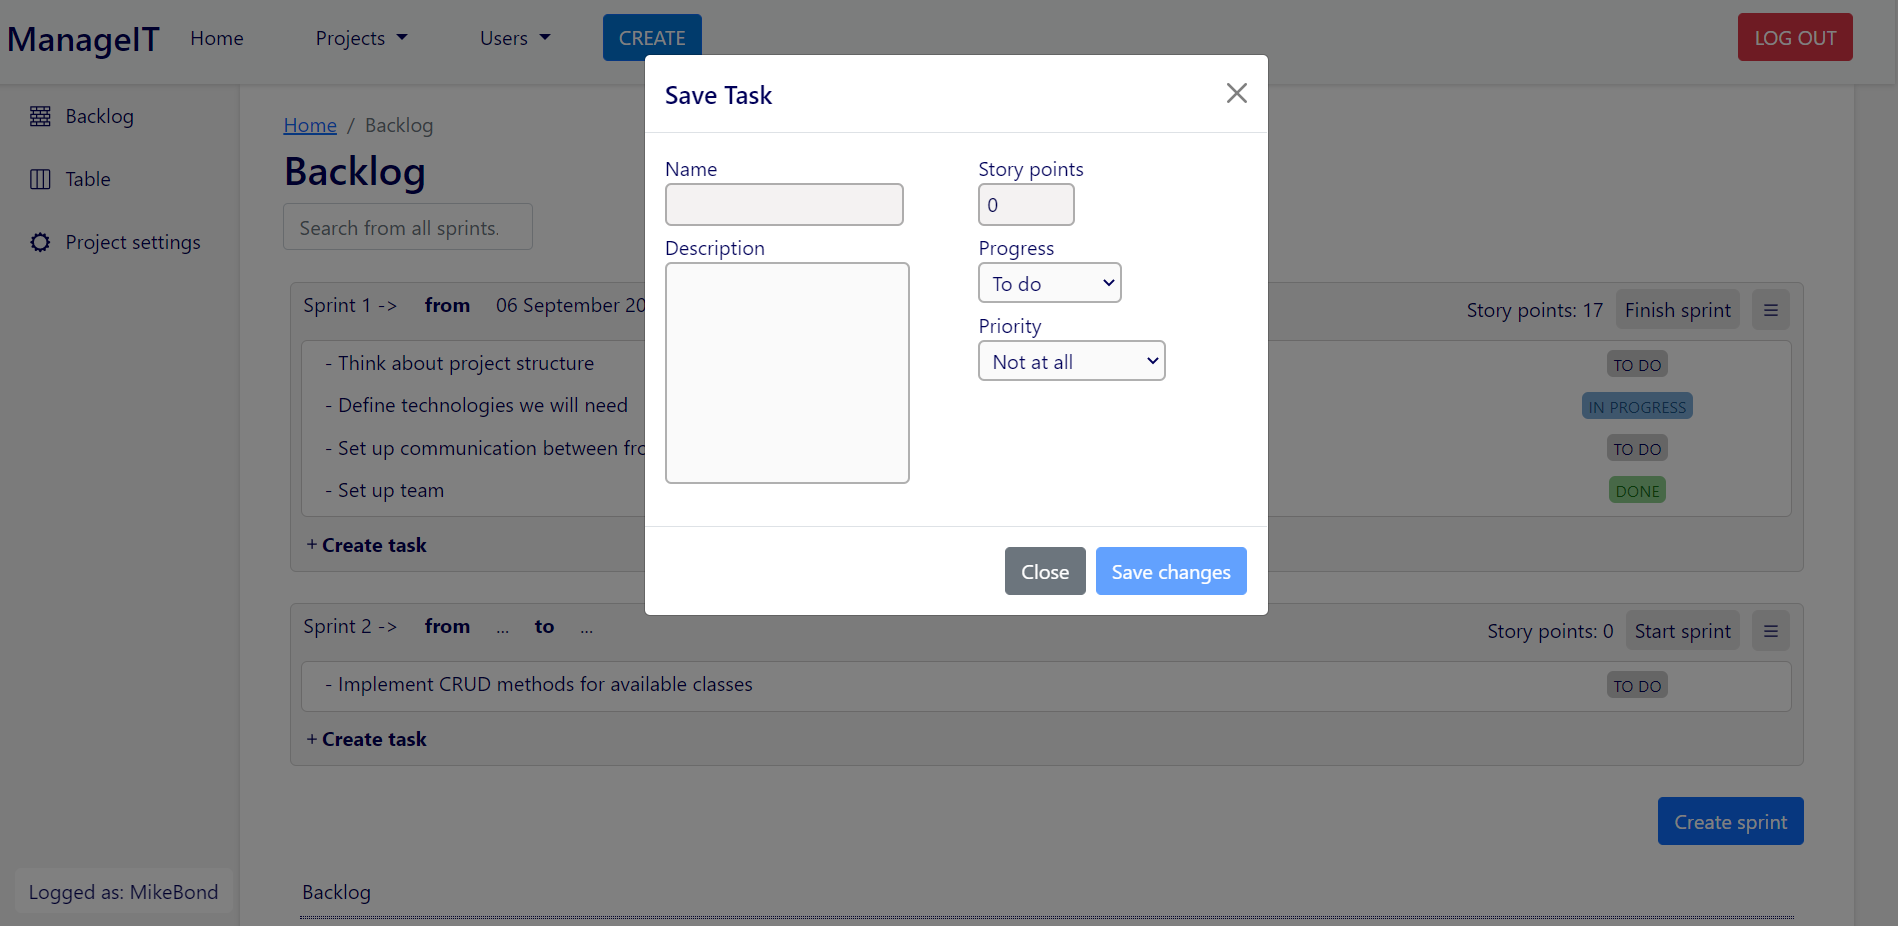 ManageIT Home Projects Users CREATE LOG OUT
Backlog
Table
Project settings
Logged as: MikeBond
Home / Backlog
Backlog
Search from all sprints.
Sprint 1 -> from 06 September 20
Story points: 17 Finish sprint
- Think about project structure TO DO
- Define technologies we will need IN PROGRESS
- Set up communication between TO DO
- Set up team DONE
+ Create task
Sprint 2 -> from ... to ...
Story points: 0 Start sprint
- Implement CRUD methods for available classes TO DO
+ Create task
Create sprint
Backlog
Save Task
Name
Description
Story points
0
Progress
To do
Priority
Not at all
Close Save changes